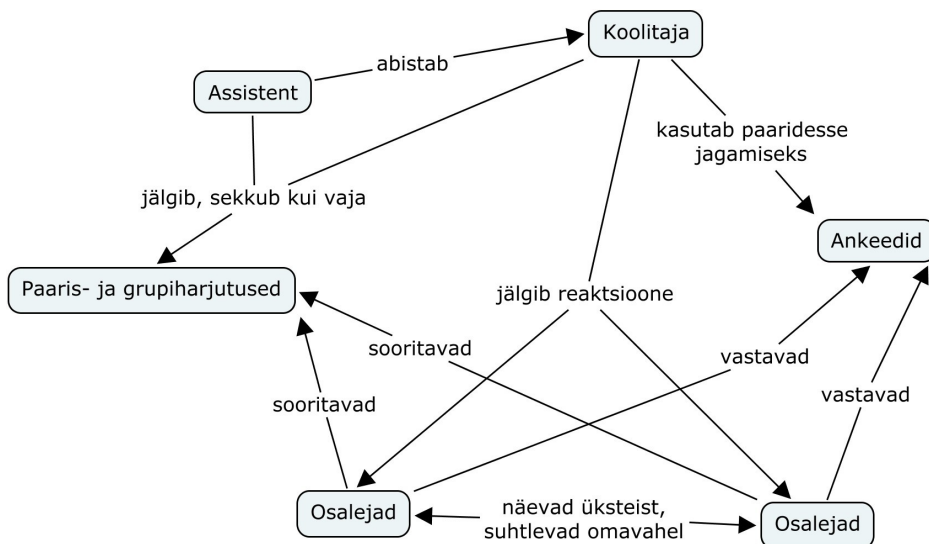 Koolitaja
abistab
Assistent
kasutab paaridesse
jagamiseks
jälgib, sekkub kui vaja
Ankeedid
Paaris- ja grupiharjutused
jälgib reaktsioone
sooritavad
vastavad
vastavad
sooritavad
näevad üksteist,
suhtlevad omavahel
Osalejad
Osalejad